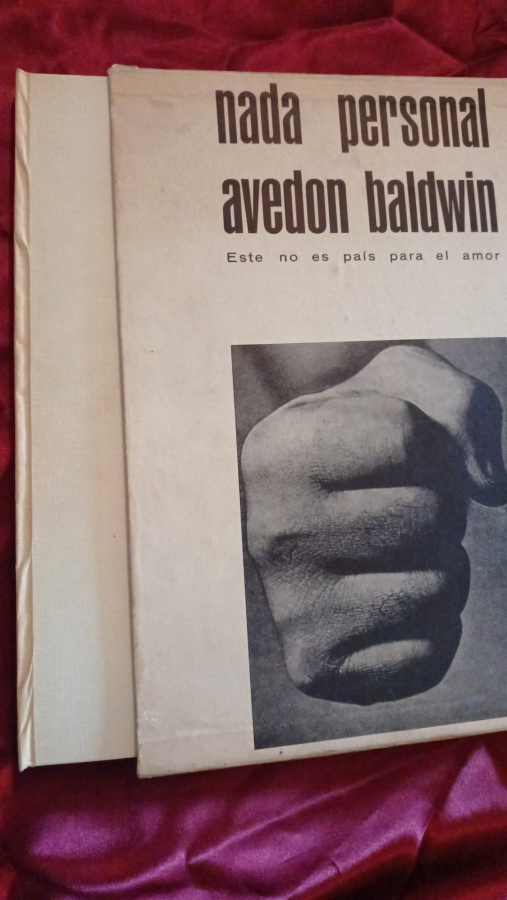 nada personal
avedon baldwin
Este no es país para el amor